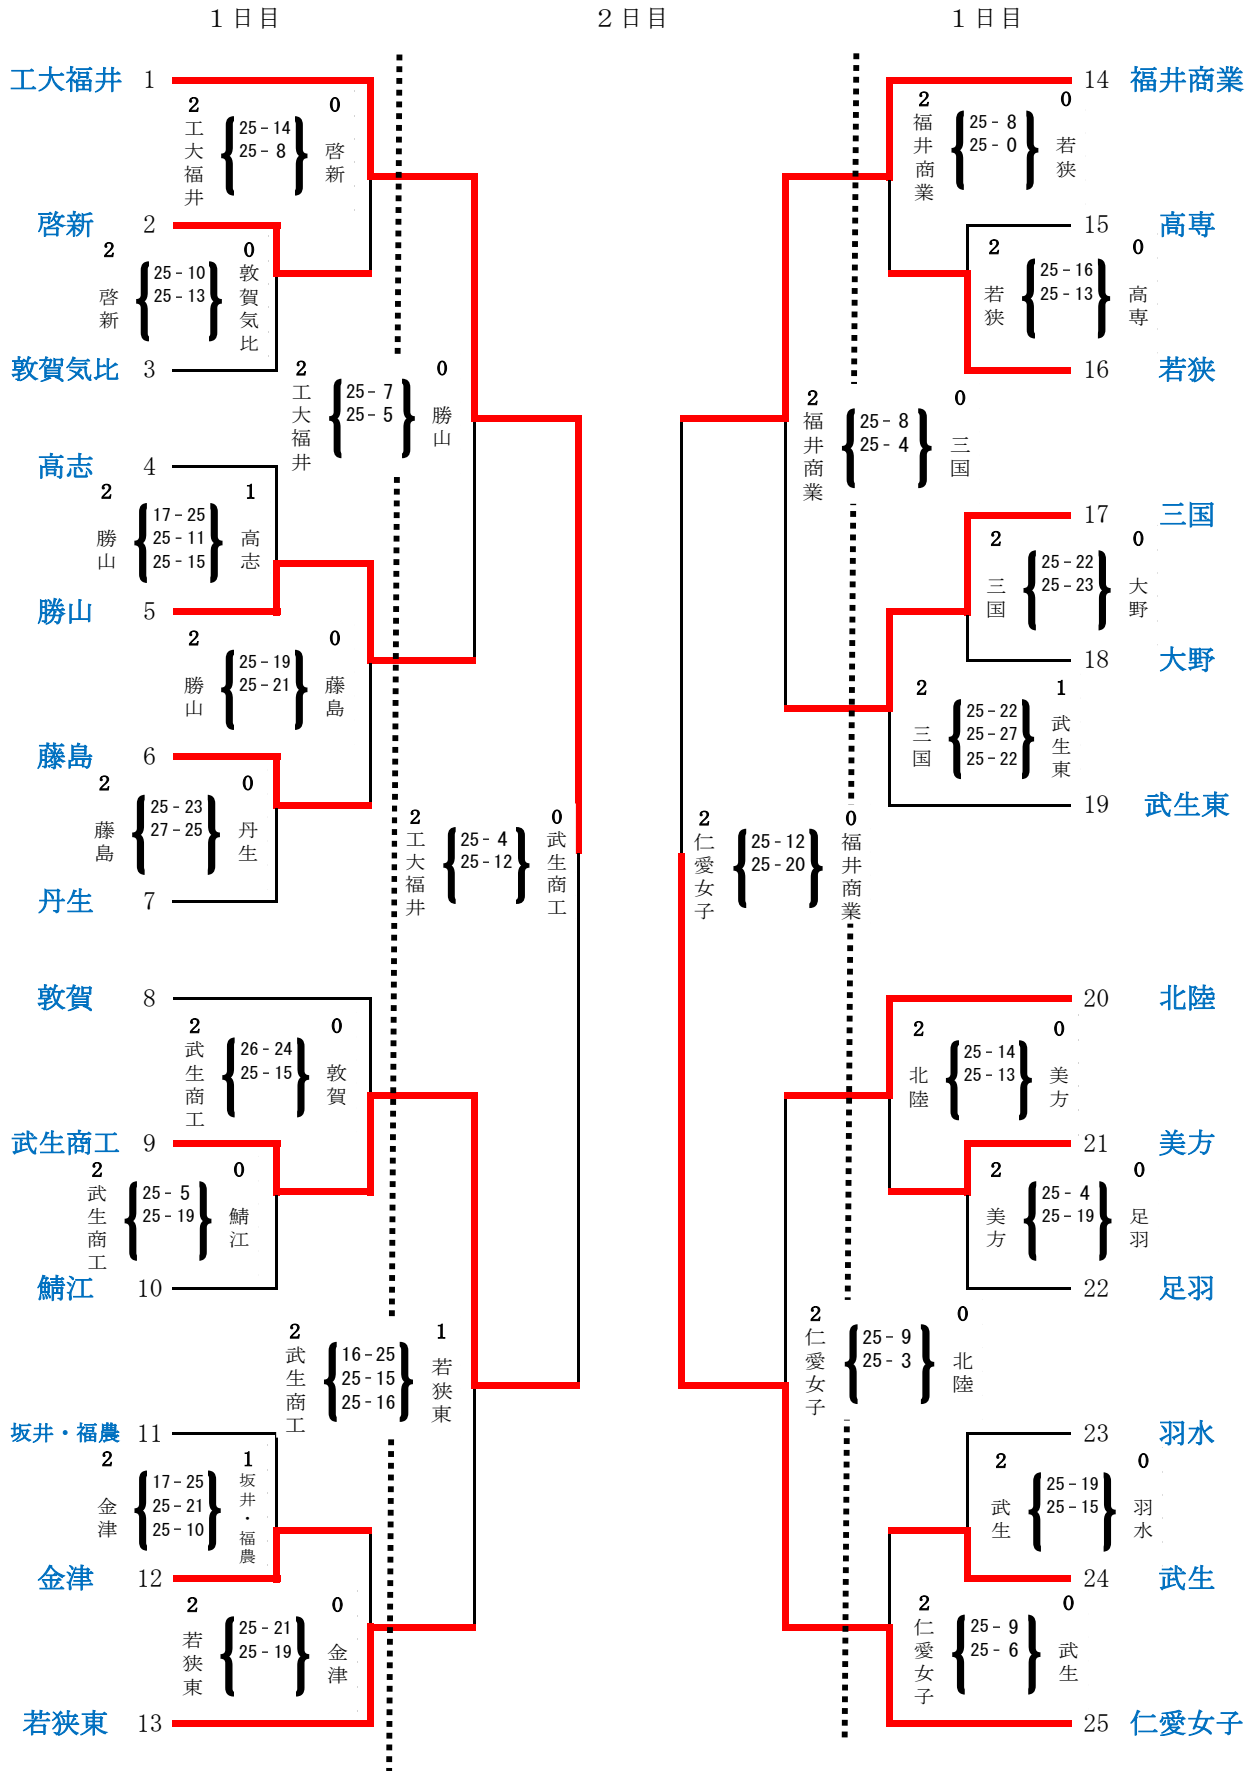 1日目
2日目
1日目
工大福井 1
2 工大福井 25-14 25-8 0 啓新
啓新 2
2 啓新 25-10 25-13 0 敦賀気比
敦賀気比 3
2 工大福井 25-7 25-5 0 勝山
高志 4
2 勝山 17-25 25-11 25-15 1 高志
勝山 5
2 勝山 25-19 25-21 0 藤島
藤島 6
2 藤島 25-23 27-25 0 丹生
丹生 7
2 工大福井 25-4 25-12 0 武生商工
敦賀 8
2 武生商工 26-24 25-15 0 敦賀
武生商工 9
2 武生商工 25-5 25-19 0 鯖江
鯖江 10
2 武生商工 16-25 25-15 25-16 1 若狭東
坂井・福農 11
2 金津 17-25 25-21 25-10 1 坂井・福農
金津 12
2 若狭東 25-21 25-19 0 金津
若狭東 13
14 福井商業
2 福井商業 25-8 25-0 0 若狭
15 高専
2 若狭 25-16 25-13 0 高専
16 若狭
2 福井商業 25-8 25-4 0 三国
17 三国
2 三国 25-22 25-23 0 大野
18 大野
2 三国 25-22 25-27 25-22 1 武生東
19 武生東
2 仁愛女子 25-12 25-20 0 福井商業
20 北陸
2 北陸 25-14 25-13 0 美方
21 美方
2 美方 25-4 25-19 0 足羽
22 足羽
2 仁愛女子 25-9 25-3 0 北陸
23 羽水
2 武生 25-19 25-15 0 羽水
24 武生
2 仁愛女子 25-9 25-6 0 武生
25 仁愛女子